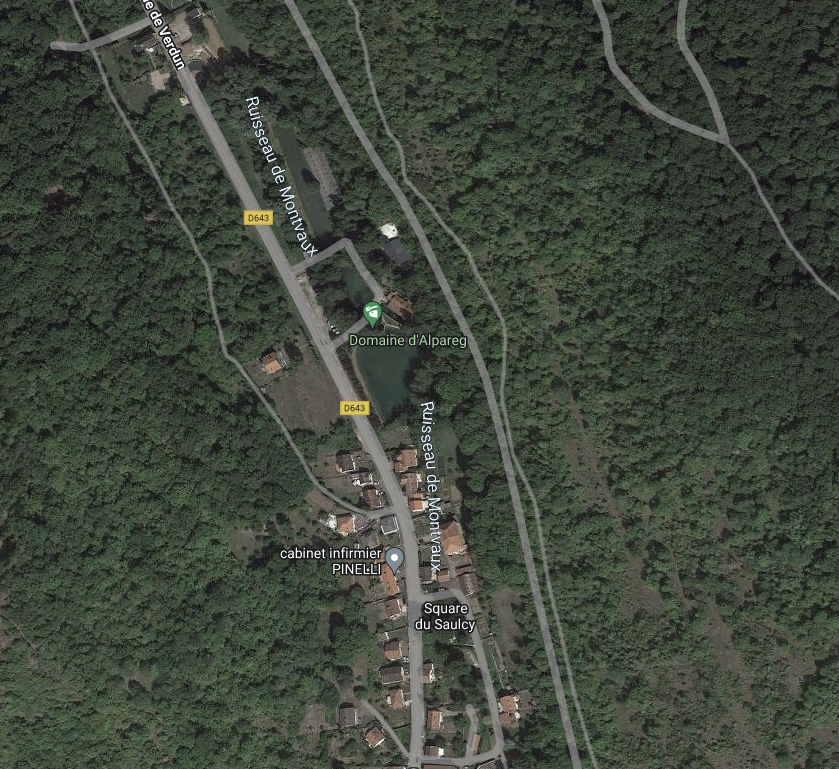 e de Verdun
Ruisseau de Montvaux
D643
Domaine d'Alpareg
D643
Ruisseau de Montvaux
cabinet infirmier
PINELLI
Square
du Saulcy